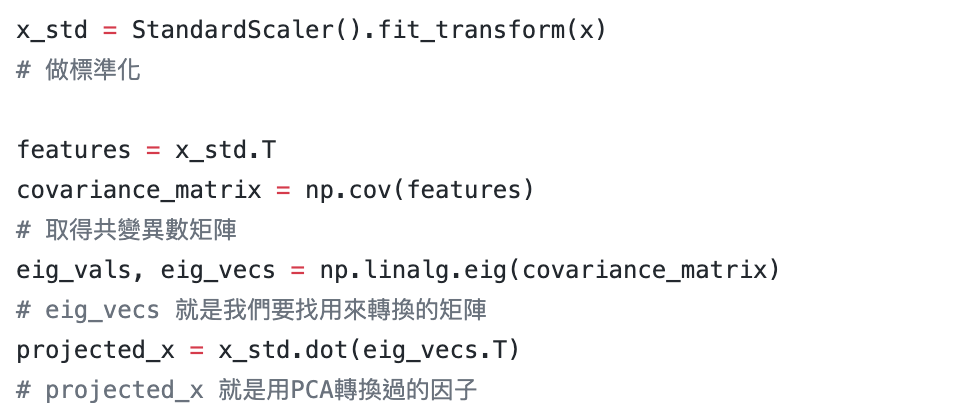 x_std = StandardScaler().fit_transform(x)
# 做標準化
features = x_std.T
covariance_matrix = np.cov(features)
# 取得共變異數矩陣
eig_vals, eig_vecs = np.linalg.eig(covariance_matrix)
# eig_vecs 就是我們要找用來轉換的矩陣
projected_x = x_std.dot(eig_vecs.T)
# projected_x 就是用PCA轉換過的因子